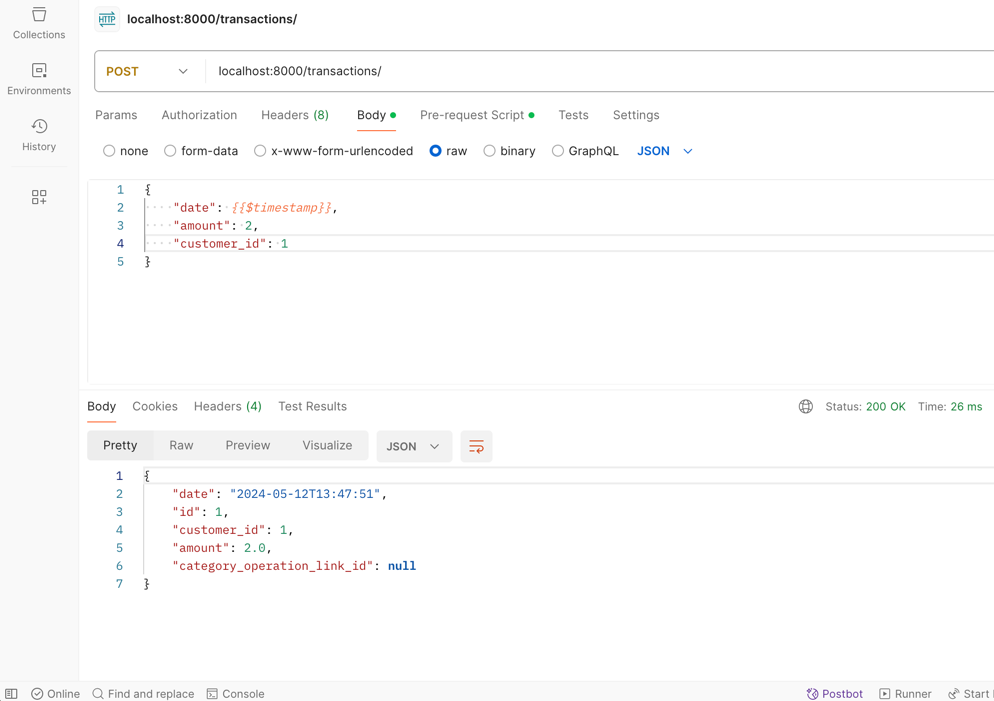 Collections
Environments
History
HTTP localhost:8000/transactions/
POST localhost:8000/transactions/
Params Authorization Headers (8) Body Pre-request Script Tests Settings
none form-data x-www-form-urlencoded raw binary GraphQL JSON
1 {
2 "date": {{$timestamp}},
3 "amount": 2,
4 "customer_id": 1
5 }
Body Cookies Headers (4) Test Results Status: 200 OK Time: 26 ms
Pretty Raw Preview Visualize JSON
1 {
2 "date": "2024-05-12T13:47:51",
3 "id": 1,
4 "customer_id": 1,
5 "amount": 2.0,
6 "category_operation_link_id": null
7 }
Online Find and replace Console Postbot Runner Start